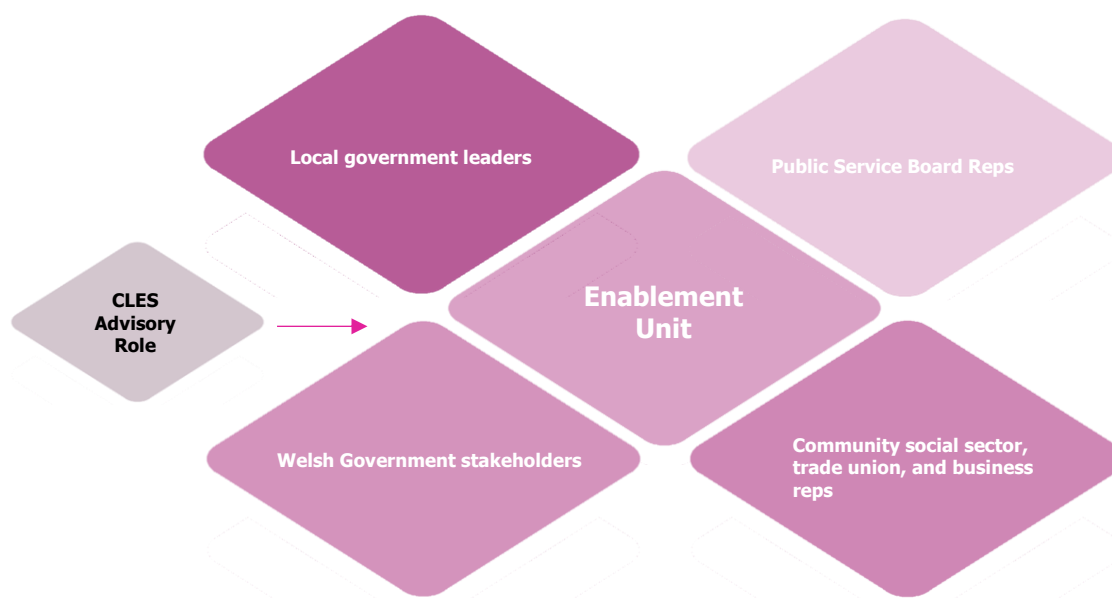 Local government leaders
Public Service Board Reps
CLES
Advisory
Role
Enablement
Unit
Welsh Government stakeholders
Community social sector,
trade union, and business
reps